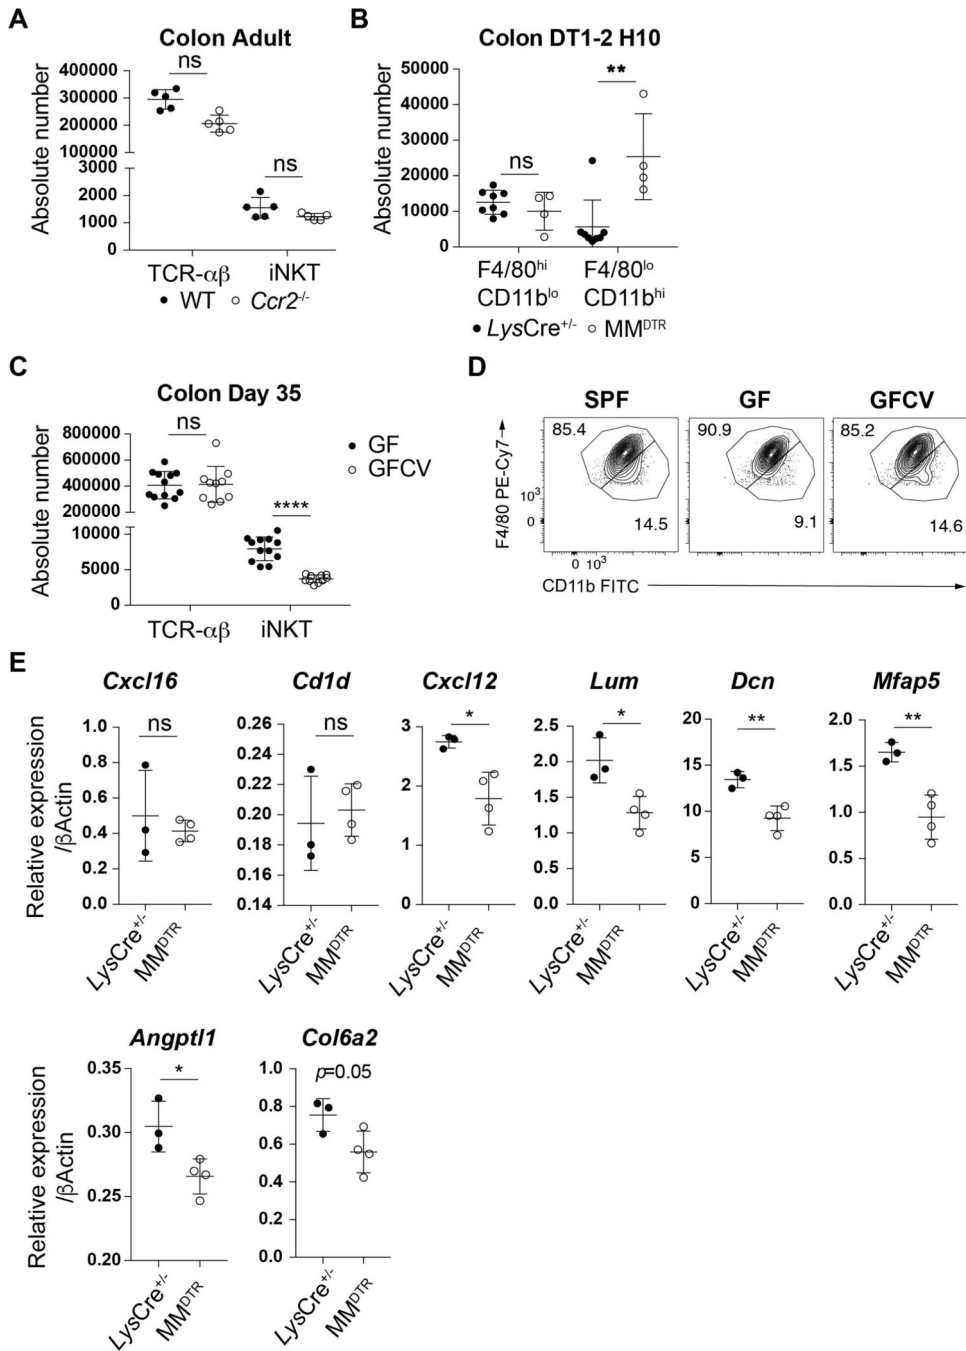 A
Colon Adult
Absolute number
400000
300000
200000
100000
3000
2000
1000
0
ns
ns
TCR-αβ iNKT
● WT ○ Ccr2-/-
B
Colon DT1-2 H10
Absolute number
50000
40000
30000
20000
10000
0
ns
**
F4/80hi F4/80lo
CD11blo CD11bhi
● LysCre+/- ○ MMDTR
C
Colon Day 35
Absolute number
800000
600000
400000
200000
10000
5000
0
ns
****
TCR-αβ iNKT
● GF
○ GFCV
D
SPF GF GFCV
85.4 90.9 85.2
14.5 9.1 14.6
F4/80 PE-Cy7
10³
0
0 10³
CD11b FITC
E
Relative expression
/βActin
Cxcl16
1.0
0.8
0.6
0.4
0.2
0.0
ns
LysCre+/-
MMDTR
Cd1d
0.26
0.24
0.22
0.20
0.18
0.16
0.14
ns
LysCre+/-
MMDTR
Cxcl12
3
2
1
0
*
LysCre+/-
MMDTR
Lum
2.5
2.0
1.5
1.0
0.5
0.0
*
LysCre+/-
MMDTR
Dcn
20
15
10
5
0
**
LysCre+/-
MMDTR
Mfap5
2.0
1.5
1.0
0.5
0.0
**
LysCre+/-
MMDTR
Relative expression
/βActin
Angptl1
0.35
0.30
0.25
0.20
*
LysCre+/-
MMDTR
Col6a2
1.0
0.8
0.6
0.4
0.2
0.0
p=0.05
LysCre+/-
MMDTR